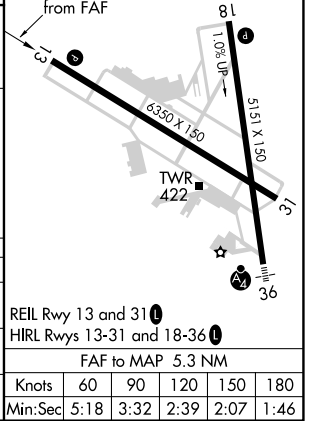 from FAF
18
P
13
P
1.0% UP
6350 X 150
5151 X 150
TWR
422
31
A4
36
REIL Rwy 13 and 31 L
HIRL Rwys 13-31 and 18-36 L
FAF to MAP 5.3 NM
Knots 60 90 120 150 180
Min:Sec 5:18 3:32 2:39 2:07 1:46